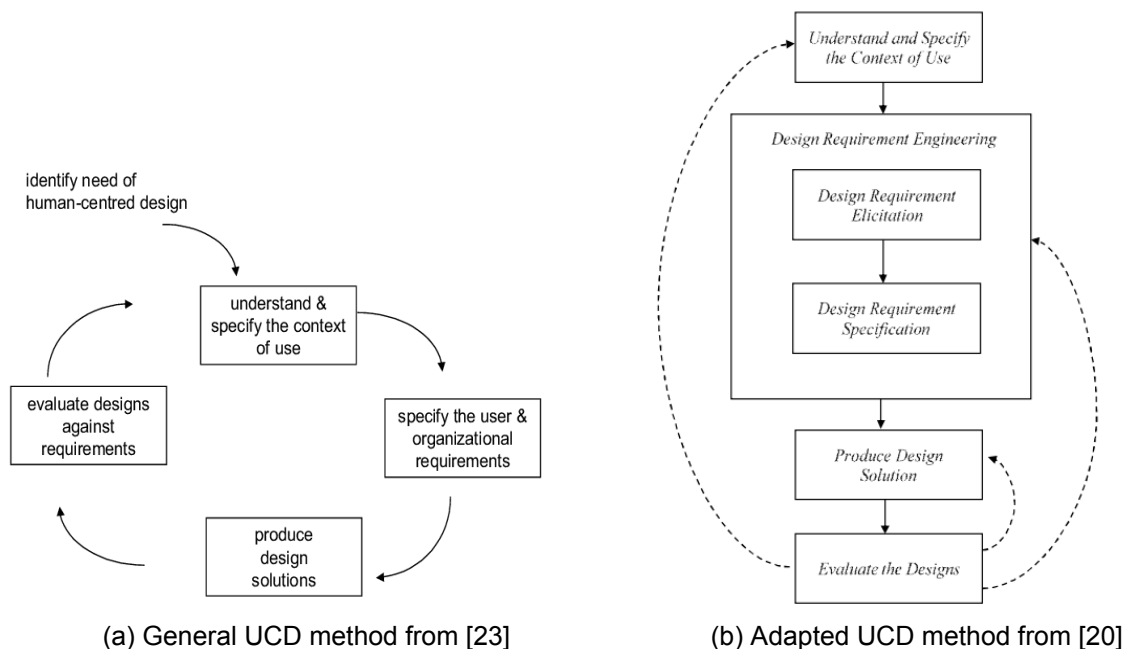 identify need of
human-centred design
understand &
specify the context
of use
specify the user &
organizational
requirements
produce
design
solutions
evaluate designs
against
requirements
(a) General UCD method from [23]
Understand and Specify
the Context of Use
Design Requirement Engineering
Design Requirement
Elicitation
Design Requirement
Specification
Produce Design
Solution
Evaluate the Designs
(b) Adapted UCD method from [20]